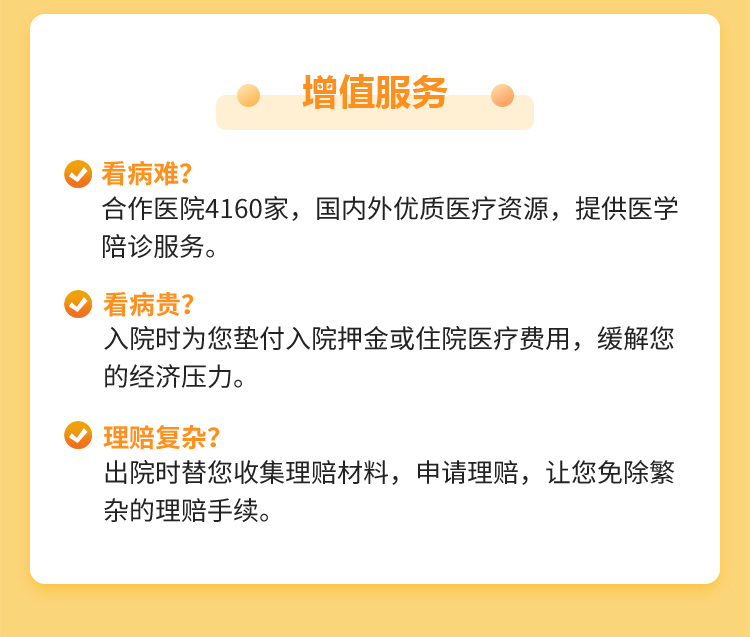 增值服务
看病难？
合作医院4160家，国内外优质医疗资源，提供医学
陪诊服务。
看病贵？
入院时为您垫付入院押金或住院医疗费用，缓解您
的经济压力。
理赔复杂？
出院时替您收集理赔材料，申请理赔，让您免除繁
杂的理赔手续。